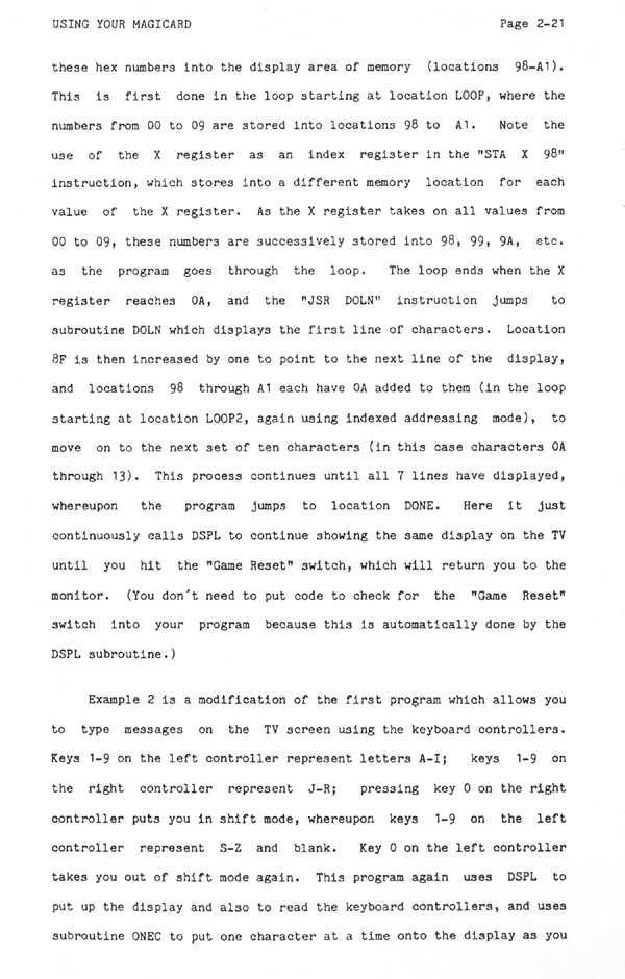 USING YOUR MAGICARD Page 2-21
these hex numbers into the display area of memory (locations 98-A1).
This is first done in the loop starting at location LOOP, where the
numbers from 00 to 09 are stored into locations 98 to A1. Note the
use of the X register as an index register in the "STA X 98"
instruction, which stores into a different memory location for each
value of the X register. As the X register takes on all values from
00 to 09, these numbers are successively stored into 98, 99, 9A, etc.
as the program goes through the loop. The loop ends when the X
register reaches 0A, and the "JSR DOLN" instruction jumps to
subroutine DOLN which displays the first line of characters. Location
8F is then increased by one to point to the next line of the display,
and locations 98 through A1 each have 0A added to them (in the loop
starting at location LOOP2, again using indexed addressing mode), to
move on to the next set of ten characters (in this case characters 0A
through 13). This process continues until all 7 lines have displayed,
whereupon the program jumps to location DONE. Here it just
continuously calls DSPL to continue showing the same display on the TV
until you hit the "Game Reset" switch, which will return you to the
monitor. (You don't need to put code to check for the "Game Reset"
switch into your program because this is automatically done by the
DSPL subroutine.)
Example 2 is a modification of the first program which allows you
to type messages on the TV screen using the keyboard controllers.
Keys 1-9 on the left controller represent letters A-I; keys 1-9 on
the right controller represent J-R; pressing key 0 on the right
controller puts you in shift mode, whereupon keys 1-9 on the left
controller represent S-Z and blank. Key 0 on the left controller
takes you out of shift mode again. This program again uses DSPL to
put up the display and also to read the keyboard controllers, and uses
subroutine ONEC to put one character at a time onto the display as you